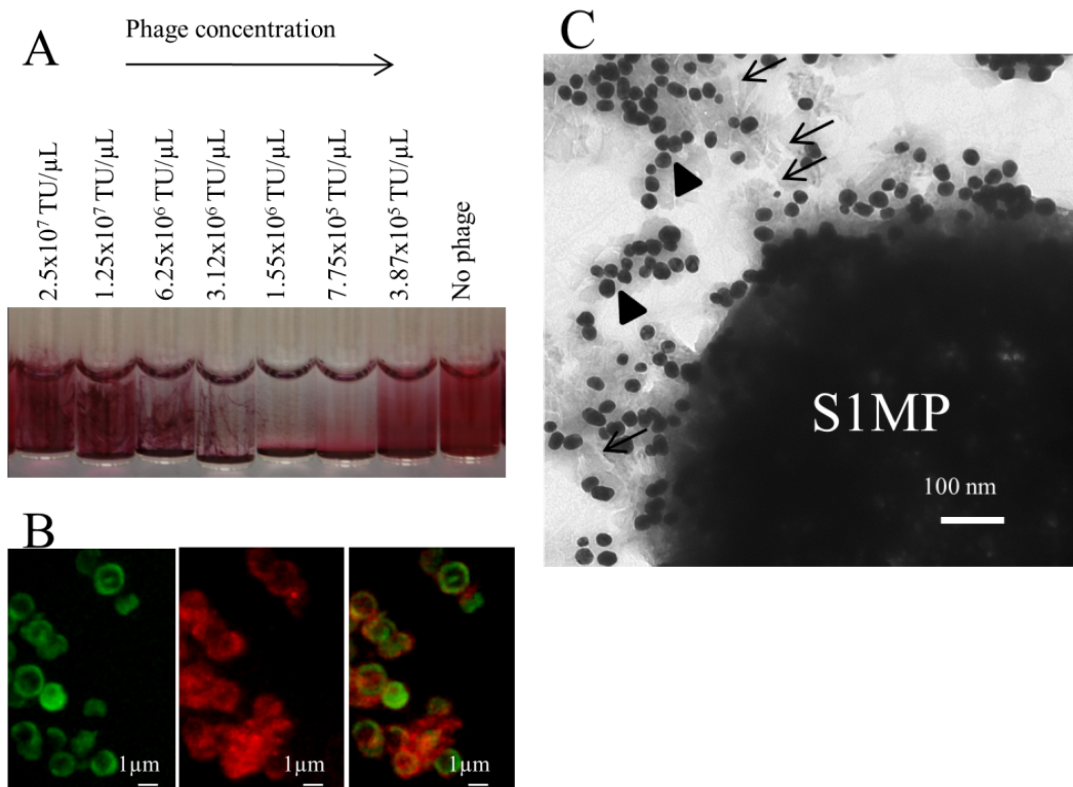 A
Phage concentration
2.5x10⁷ TU/µL
1.25x10⁷ TU/µL
6.25x10⁶ TU/µL
3.12x10⁶ TU/µL
1.55x10⁶ TU/µL
7.75x10⁵ TU/µL
3.87x10⁵ TU/µL
No phage
B
1µm
1µm
1µm
C
S1MP
100 nm